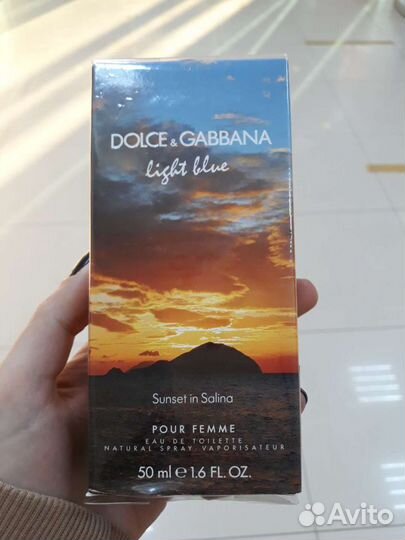 DOLCE & GABBANA
light blue
Sunset in Salina
POUR FEMME
EAU DE TOILETTE
NATURAL SPRAY VAPORISATEUR
50 ml ℮ 1.6 FL. OZ.
Avito